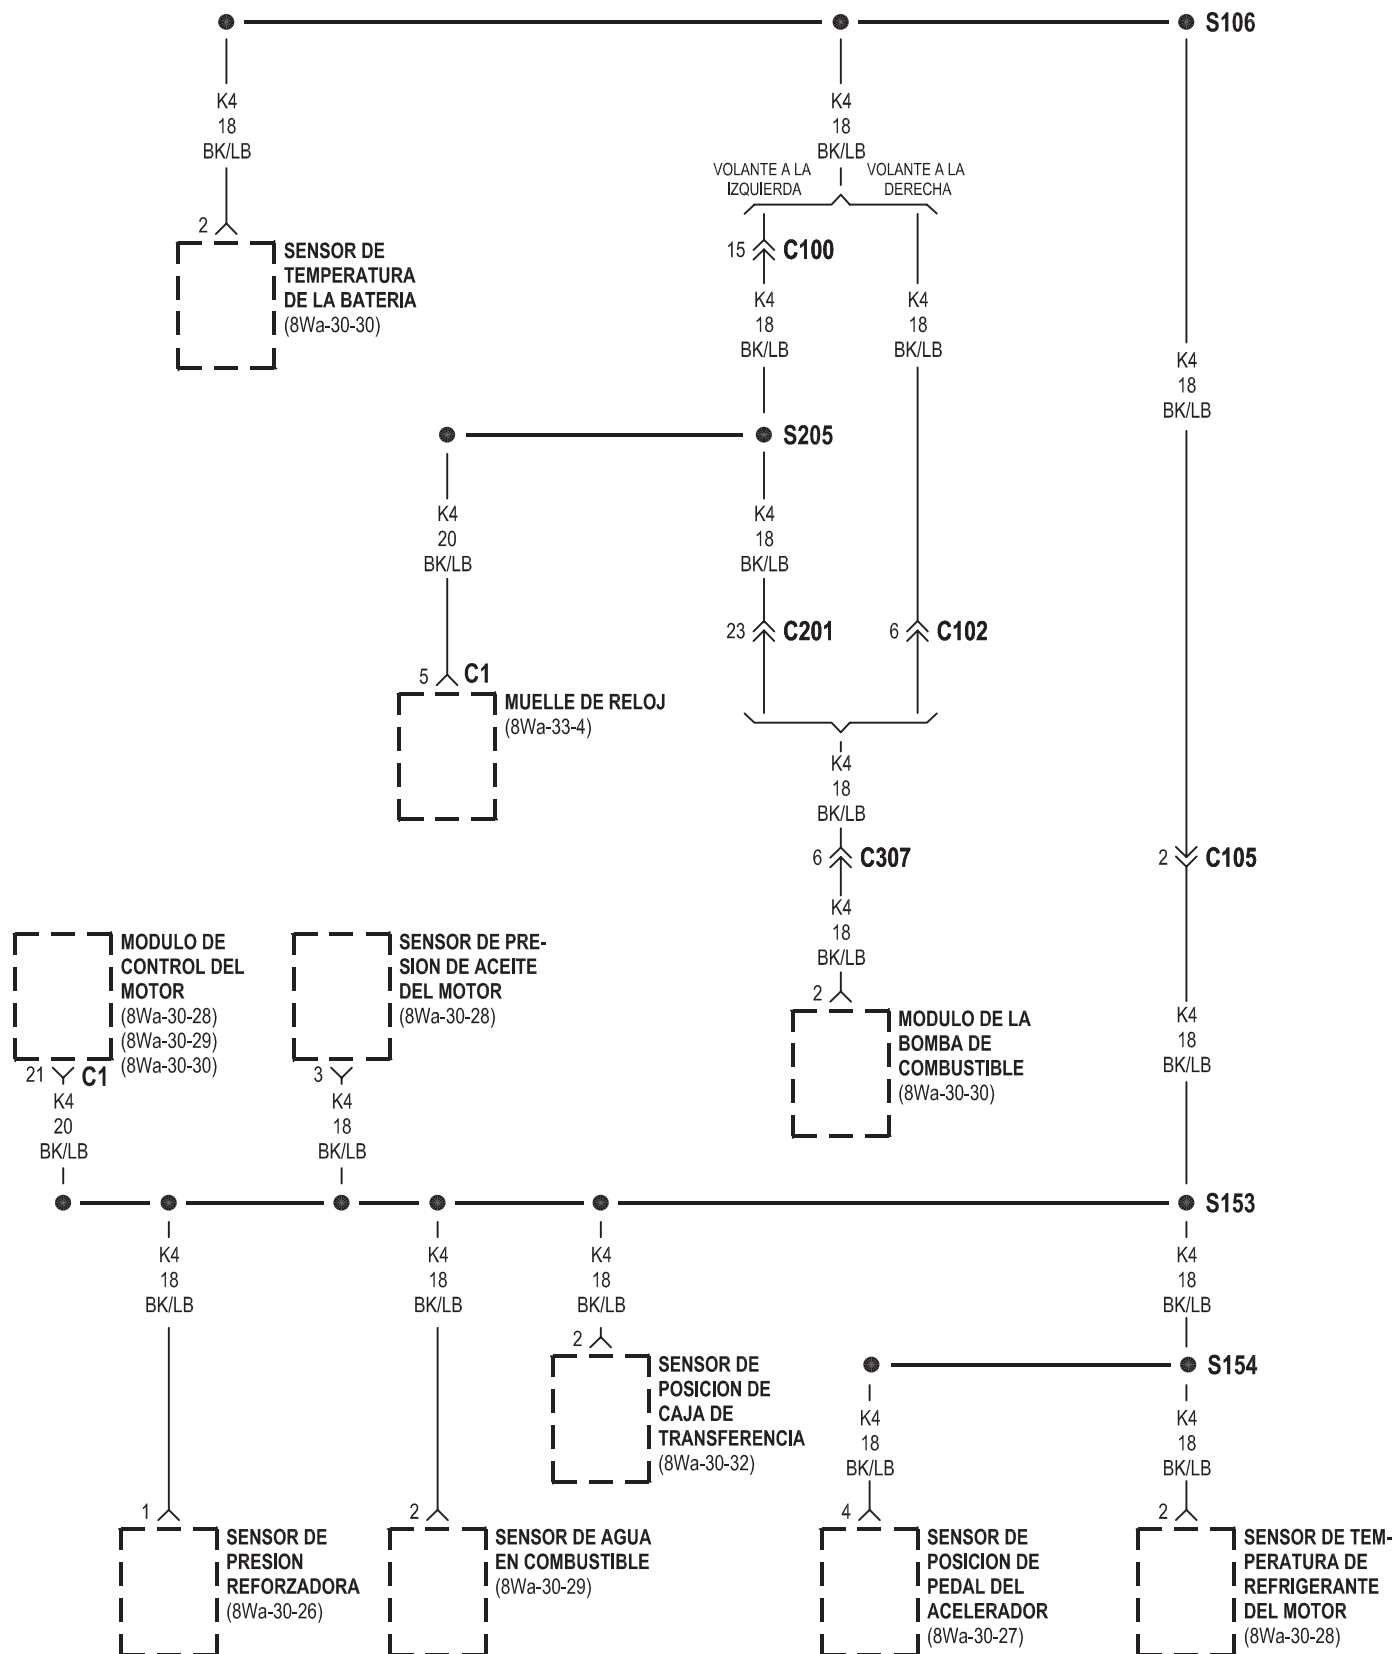 S106
K4
18
BK/LB
K4
18
BK/LB
VOLANTE A LA
IZQUIERDA
VOLANTE A LA
DERECHA
2
SENSOR DE
TEMPERATURA
DE LA BATERIA
(8Wa-30-30)
15
C100
K4
18
BK/LB
K4
18
BK/LB
K4
18
BK/LB
S205
K4
20
BK/LB
K4
18
BK/LB
23
C201
6
C102
5
C1
MUELLE DE RELOJ
(8Wa-33-4)
K4
18
BK/LB
6
C307
2
C105
K4
18
BK/LB
MODULO DE
CONTROL DEL
MOTOR
(8Wa-30-28)
(8Wa-30-29)
(8Wa-30-30)
SENSOR DE PRE-
SION DE ACEITE
DEL MOTOR
(8Wa-30-28)
2
MODULO DE LA
BOMBA DE
COMBUSTIBLE
(8Wa-30-30)
K4
18
BK/LB
21
C1
K4
20
BK/LB
3
K4
18
BK/LB
S153
K4
18
BK/LB
K4
18
BK/LB
K4
18
BK/LB
K4
18
BK/LB
2
SENSOR DE
POSICION DE
CAJA DE
TRANSFERENCIA
(8Wa-30-32)
S154
K4
18
BK/LB
K4
18
BK/LB
1
SENSOR DE
PRESION
REFORZADORA
(8Wa-30-26)
2
SENSOR DE AGUA
EN COMBUSTIBLE
(8Wa-30-29)
4
SENSOR DE
POSICION DE
PEDAL DEL
ACELERADOR
(8Wa-30-27)
2
SENSOR DE TEM-
PERATURA DE
REFRIGERANTE
DEL MOTOR
(8Wa-30-28)